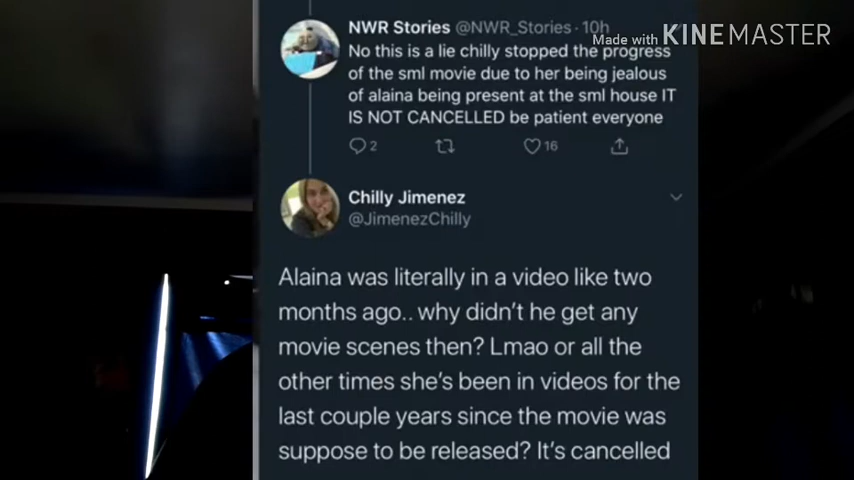 NWR Stories @NWR_Stories · 10h
Made with KINEMASTER
No this is a lie chilly stopped the progress
of the sml movie due to her being jealous
of alaina being present at the sml house IT
IS NOT CANCELLED be patient everyone
2
16
Chilly Jimenez
@JimenezChilly
Alaina was literally in a video like two
months ago.. why didn't he get any
movie scenes then? Lmao or all the
other times she's been in videos for the
last couple years since the movie was
suppose to be released? It's cancelled